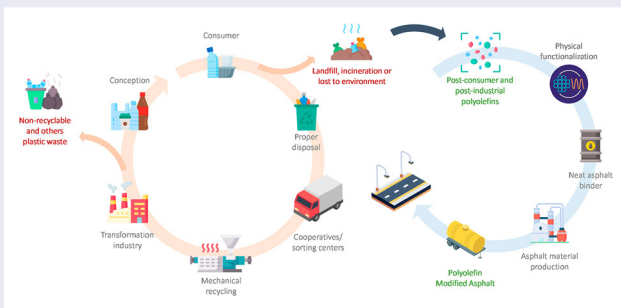 Consumer
Conception
Landfill, incineration or
lost to environment
Non-recyclable
and others
plastic waste
Proper
disposal
Transformation
industry
Cooperatives/
sorting centers
Mechanical
recycling
Physical
functionalization
Post-consumer and
post-industrial
polyolefins
Neat asphalt
binder
Asphalt material
production
Polyolefin
Modified Asphalt